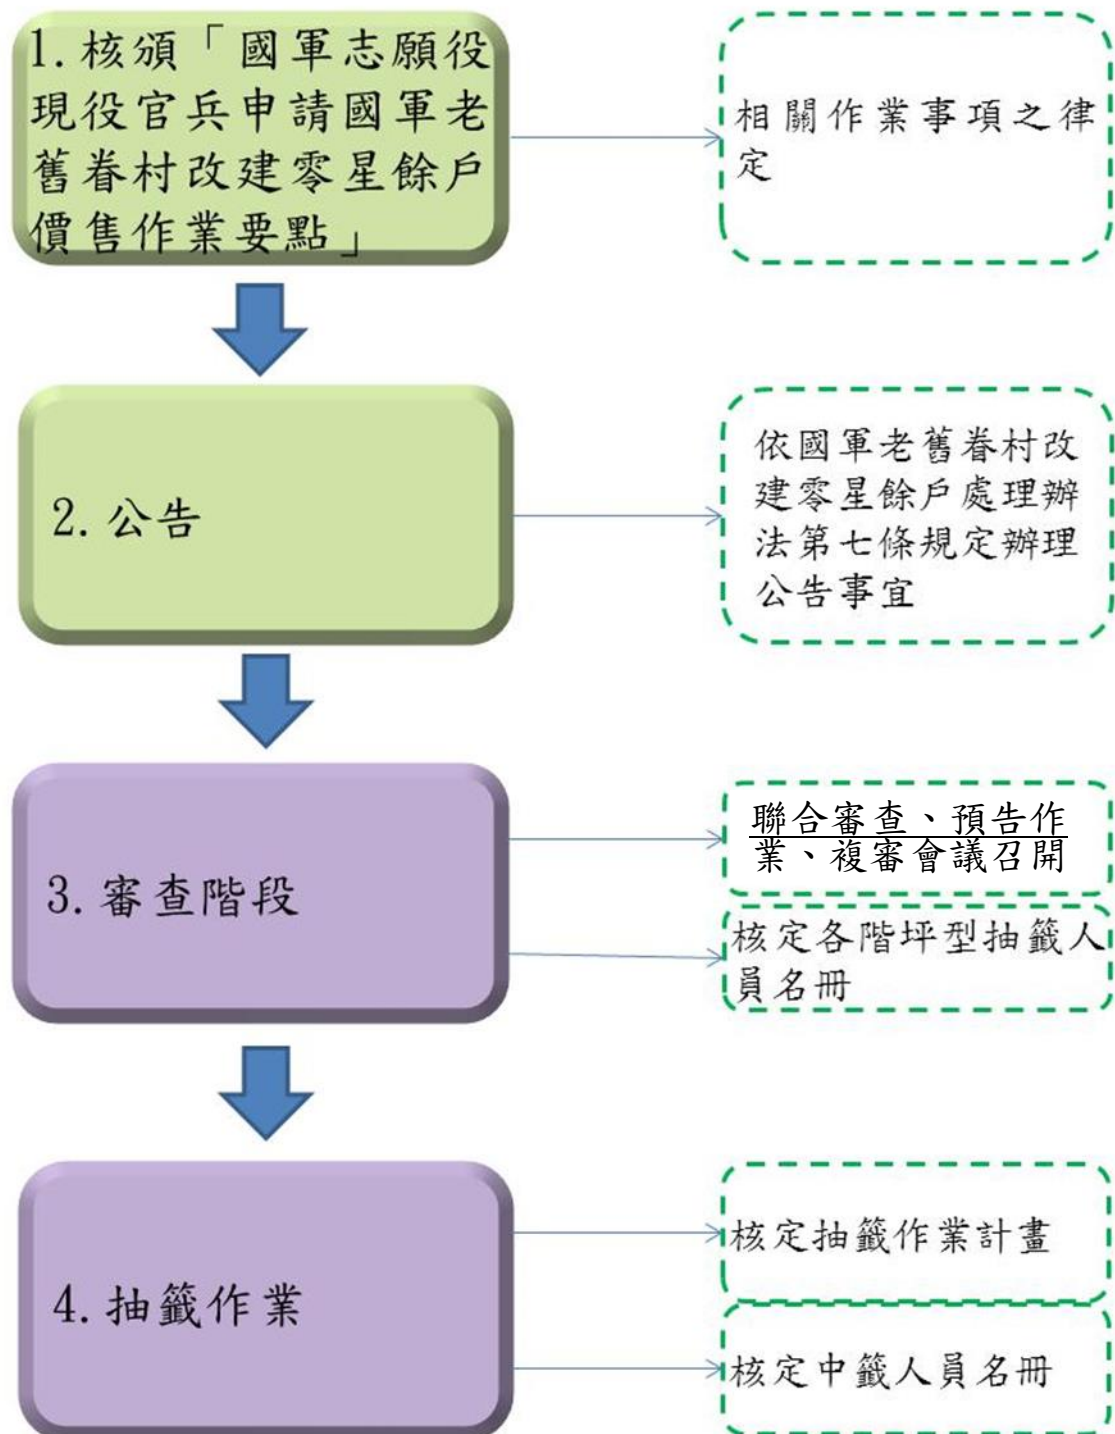 1.核頒「國軍志願役
現役官兵申請國軍老
舊眷村改建零星餘戶
價售作業要點」
相關作業事項之律
定
2.公告
依國軍老舊眷村改
建零星餘戶處理辦
法第七條規定辦理
公告事宜
3.審查階段
聯合審查、預告作
業、複審會議召開
核定各階坪型抽籤人
員名冊
4.抽籤作業
核定抽籤作業計畫
核定中籤人員名冊